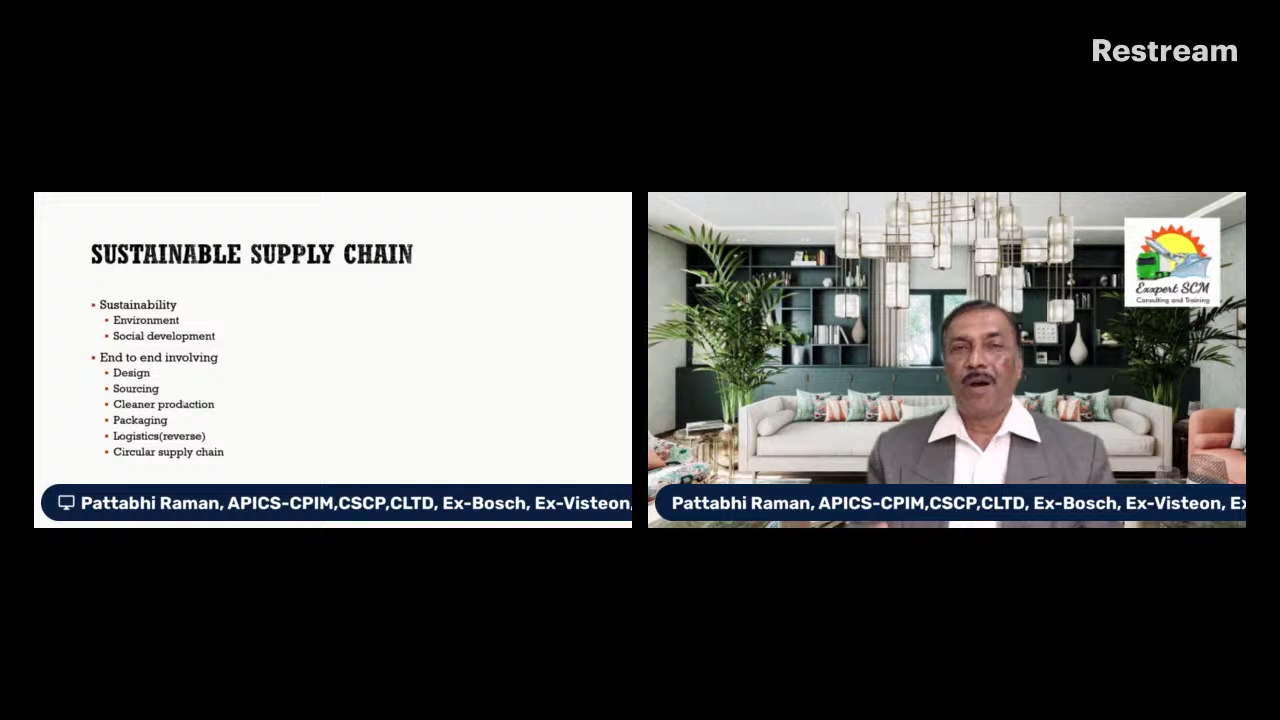 Restream
SUSTAINABLE SUPPLY CHAIN
Sustainability
Environment
Social development
End to end involving
Design
Sourcing
Cleaner production
Packaging
Logistics(reverse)
Circular supply chain
Pattabhi Raman, APICS-CPIM,CSCP,CLTD, Ex-Bosch, Ex-Visteon,
Exxpert SCM
Consulting and Training
Pattabhi Raman, APICS-CPIM,CSCP,CLTD, Ex-Bosch, Ex-Visteon, Ex